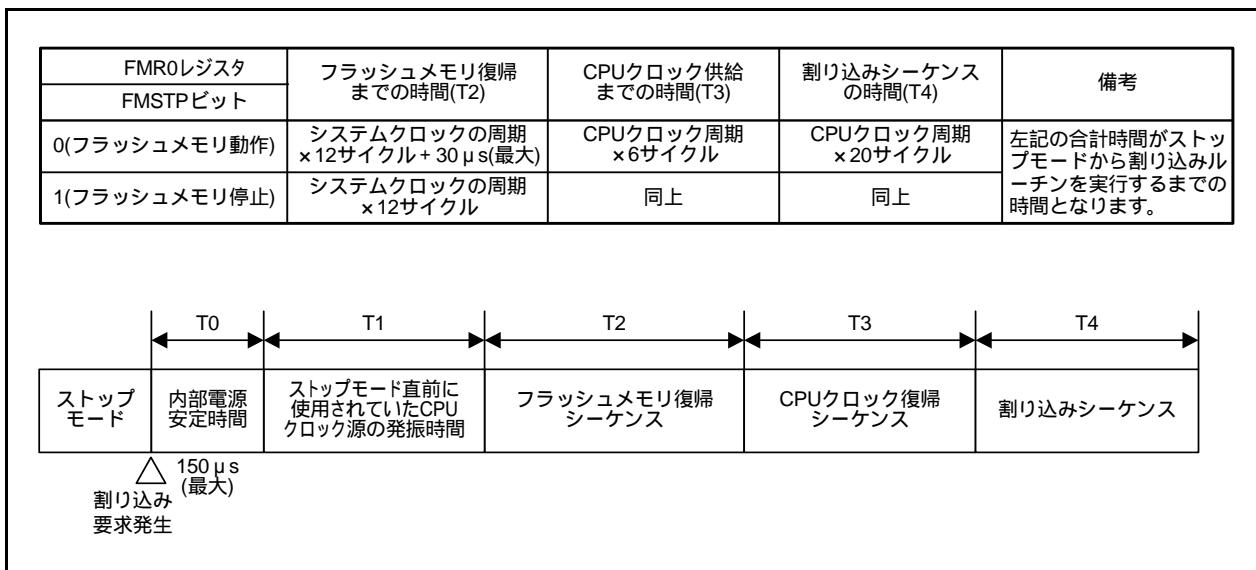 FMR0レジスタ
FMSTPビット
フラッシュメモリ復帰
までの時間(T2)
CPUクロック供給
までの時間(T3)
割り込みシーケンス
の時間(T4)
備考
0(フラッシュメモリ動作)
システムクロックの周期
×12サイクル+30μs(最大)
CPUクロック周期
×6サイクル
CPUクロック周期
×20サイクル
左記の合計時間がストッ
プモードから割り込みル
ーチンを実行するまでの
時間となります。
1(フラッシュメモリ停止)
システムクロックの周期
×12サイクル
同上
同上
T0
T1
T2
T3
T4
ストップ
モード
内部電源
安定時間
ストップモード直前に
使用されていたCPU
クロック源の発振時間
フラッシュメモリ復帰
シーケンス
CPUクロック復帰
シーケンス
割り込みシーケンス
150μs
(最大)
割り込み
要求発生